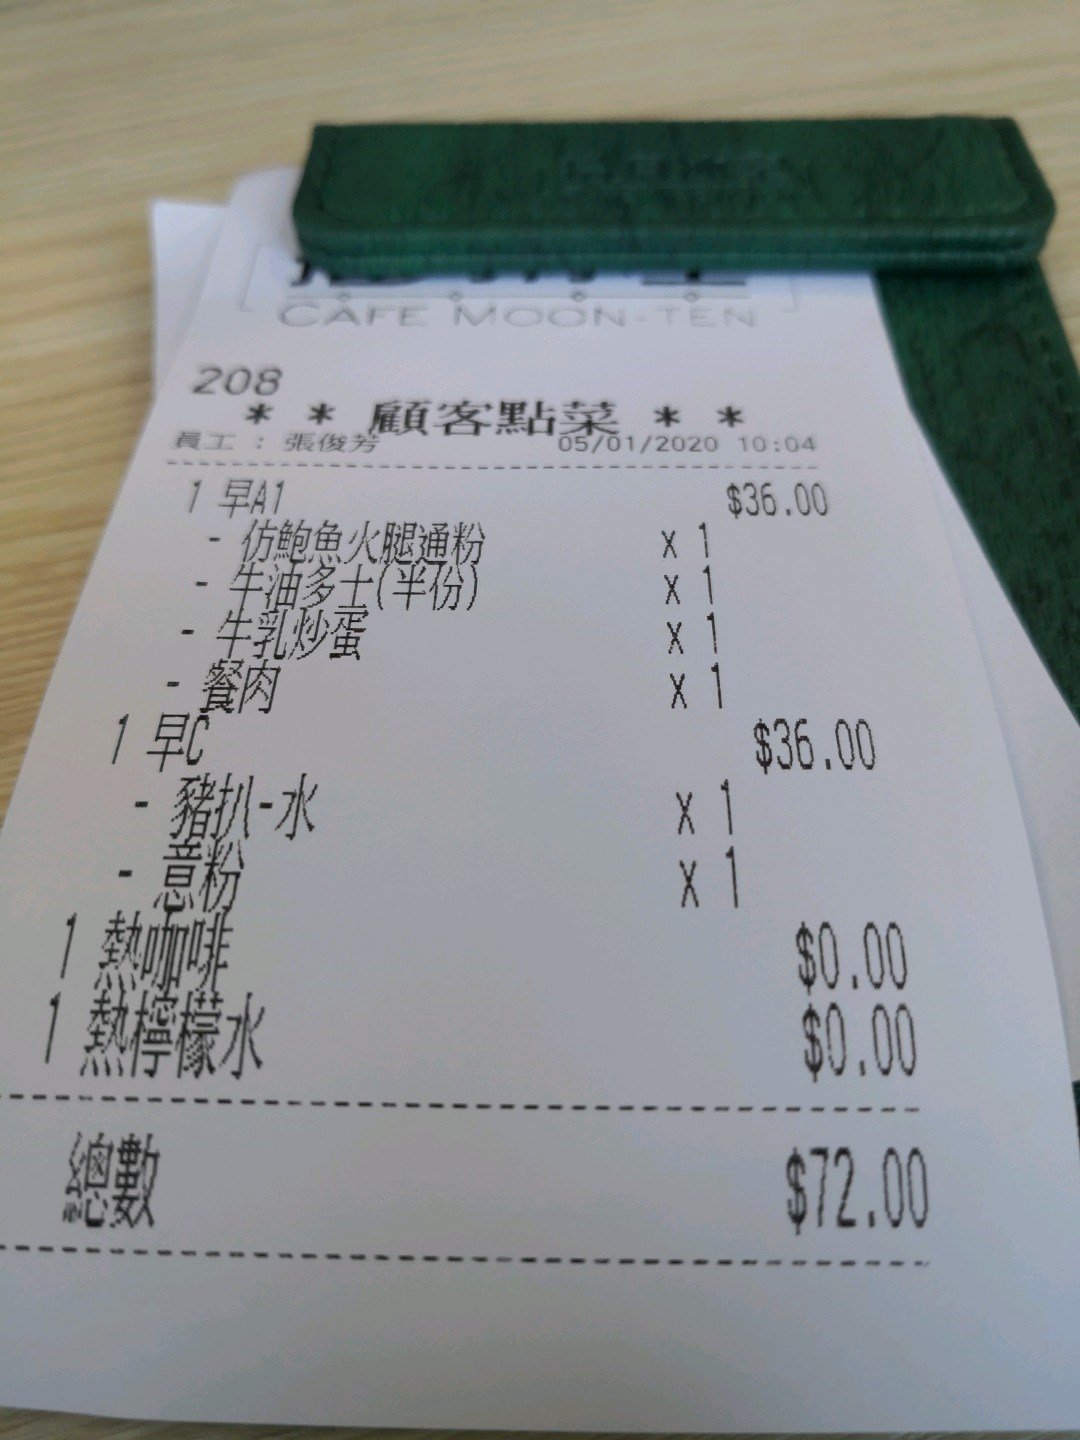 CAFE MOON-TEN
208
* * 顧客點菜 * *
員工 : 張俊芳 05/01/2020 10:04
1 早A1 $36.00
- 仿鮑魚火腿通粉 x 1
- 牛油多士(半份) x 1
- 牛乳炒蛋 x 1
- 餐肉 x 1
1 早C $36.00
- 豬扒-水 x 1
- 意粉 x 1
1 熱咖啡 $0.00
1 熱檸檬水 $0.00
總數 $72.00